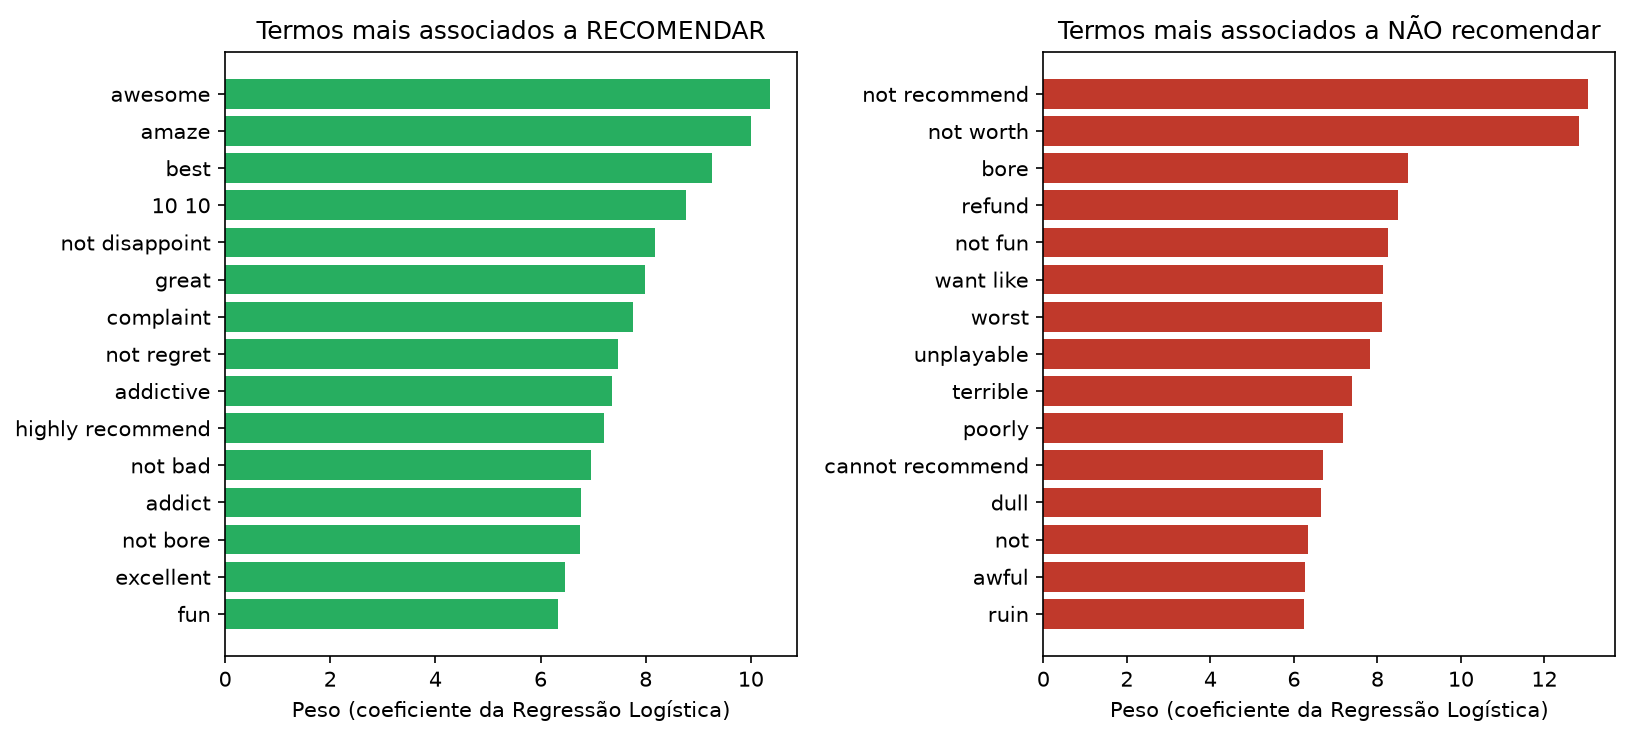 Termos mais associados a RECOMENDAR
awesome
amaze
best
10 10
not disappoint
great
complaint
not regret
addictive
highly recommend
not bad
addict
not bore
excellent
fun
0 2 4 6 8 10
Peso (coeficiente da Regressão Logística)
Termos mais associados a NÃO recomendar
not recommend
not worth
bore
refund
not fun
want like
worst
unplayable
terrible
poorly
cannot recommend
dull
not
awful
ruin
0 2 4 6 8 10 12
Peso (coeficiente da Regressão Logística)